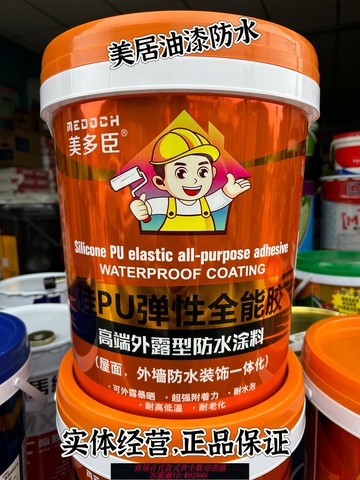 美居油漆防水
MEDOCH
美多臣®
Silicone PU elastic all-purpose adhesive
WATERPROOF COATING
硅PU弹性全能胶
高端外露型防水涂料
（屋面、外墙防水装饰一体化）
·可外露暴晒 ·超强附着力 ·耐水泡
·耐高低温 ·耐老化
实体经营.正品保证